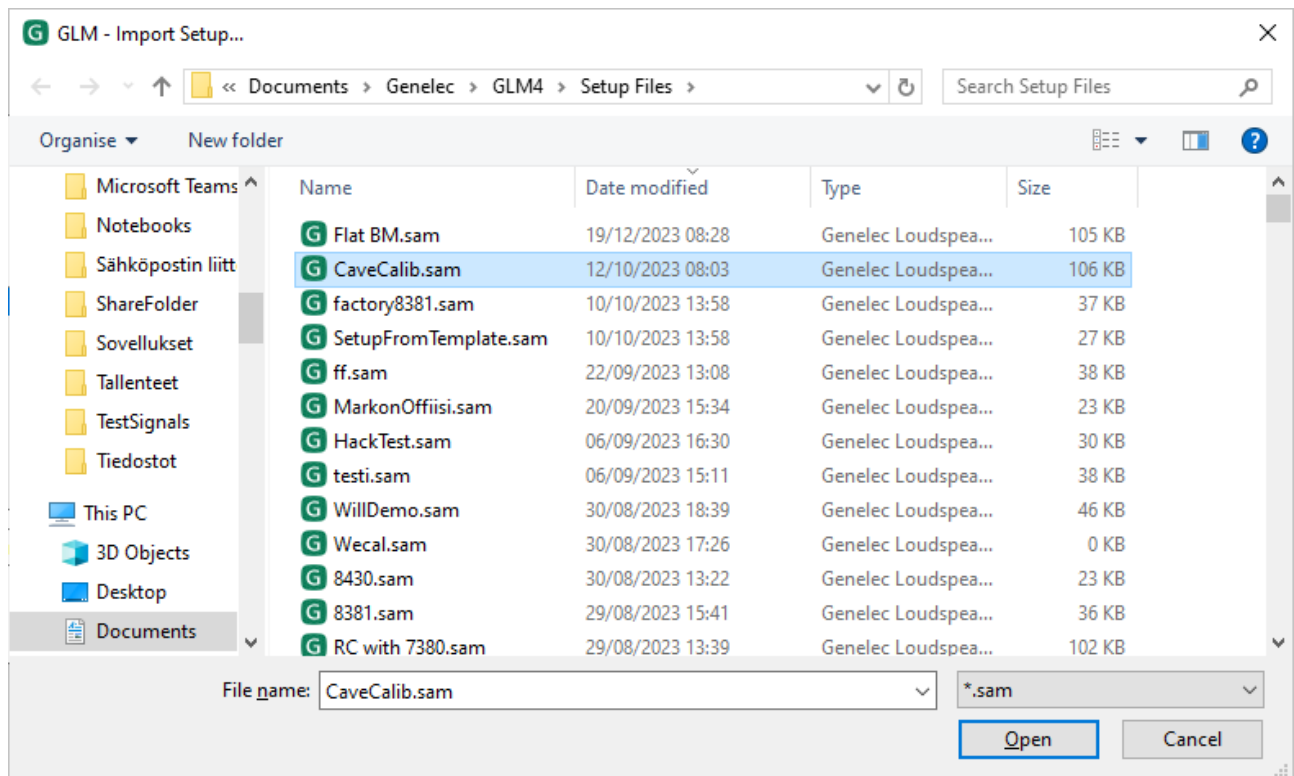 G GLM - Import Setup...
« Documents > Genelec > GLM4 > Setup Files > Search Setup Files
Organise New folder ?
Microsoft Teams Name Date modified Type Size
Notebooks
G Flat BM.sam 19/12/2023 08:28 Genelec Loudspea... 105 KB
Sähköpostin liitt
G CaveCalib.sam 12/10/2023 08:03 Genelec Loudspea... 106 KB
ShareFolder
G factory8381.sam 10/10/2023 13:58 Genelec Loudspea... 37 KB
Sovellukset
G SetupFromTemplate.sam 10/10/2023 13:58 Genelec Loudspea... 27 KB
Tallenteet
G ff.sam 22/09/2023 13:08 Genelec Loudspea... 38 KB
TestSignals
G MarkonOffiisi.sam 20/09/2023 15:34 Genelec Loudspea... 23 KB
G HackTest.sam 06/09/2023 16:30 Genelec Loudspea... 30 KB
Tiedostot
G testi.sam 06/09/2023 15:11 Genelec Loudspea... 38 KB
This PC
G WillDemo.sam 30/08/2023 18:39 Genelec Loudspea... 46 KB
3D Objects
G Wecal.sam 30/08/2023 17:26 Genelec Loudspea... 0 KB
Desktop
G 8430.sam 30/08/2023 13:22 Genelec Loudspea... 23 KB
G 8381.sam 29/08/2023 15:41 Genelec Loudspea... 36 KB
Documents
G RC with 7380.sam 29/08/2023 13:39 Genelec Loudspea... 102 KB
File name: CaveCalib.sam *.sam
Open Cancel